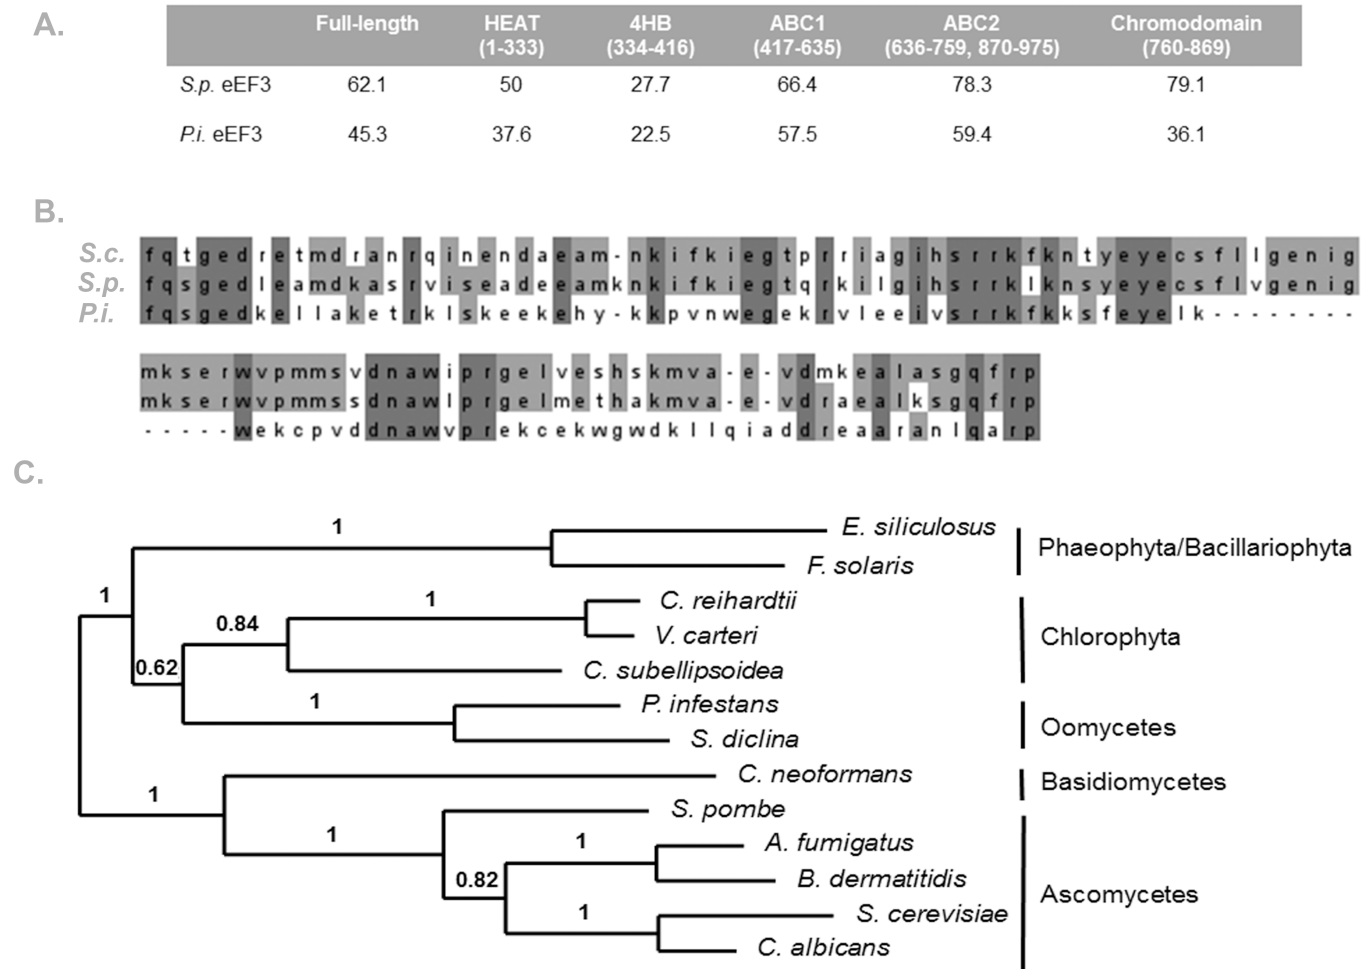 A.
Full-length HEAT (1-333) 4HB (334-416) ABC1 (417-635) ABC2 (636-759, 870-975) Chromodomain (760-869)
S.p. eEF3 62.1 50 27.7 66.4 78.3 79.1
P.i. eEF3 45.3 37.6 22.5 57.5 59.4 36.1
B.
S.c. f q t g e d r e t m d r a n r q i n e n d a e a m - n k i f k i e g t p r r i a g i h s r r k f k n t y e y e c s f l l g e n i g
S.p. f q s g e d l e a m d k a s r v i s e a d e e a m k n k i f k i e g t q r k i l g i h s r r k l k n s y e y e c s f l v g e n i g
P.i. f q s g e d k e l l a k e t r k l s k e e k e h y - k k p v n w e g e k r v l e e i v s r r k f k k s f e y e l k - - - - - - - -
m k s e r w v p m m s v d n a w i p r g e l v e s h s k m v a - e - v d m k e a l a s g q f r p
m k s e r w v p m m s s d n a w l p r g e l m e t h a k m v a - e - v d r a e a l k s g q f r p
- - - - - w e k c p v d d n a w v p r e k c e k w g w d k l l q i a d d r e a a r a n l q a r p
C.
1 E. siliculosus
F. solaris
Phaeophyta/Bacillariophyta
1
1 C. reihardtii
0.84 V. carteri
Chlorophyta
0.62 C. subellipsoidea
1 P. infestans
S. diclina
Oomycetes
C. neoformans
Basidiomycetes
1
S. pombe
1
1 A. fumigatus
0.82 B. dermatitidis
Ascomycetes
1 S. cerevisiae
C. albicans